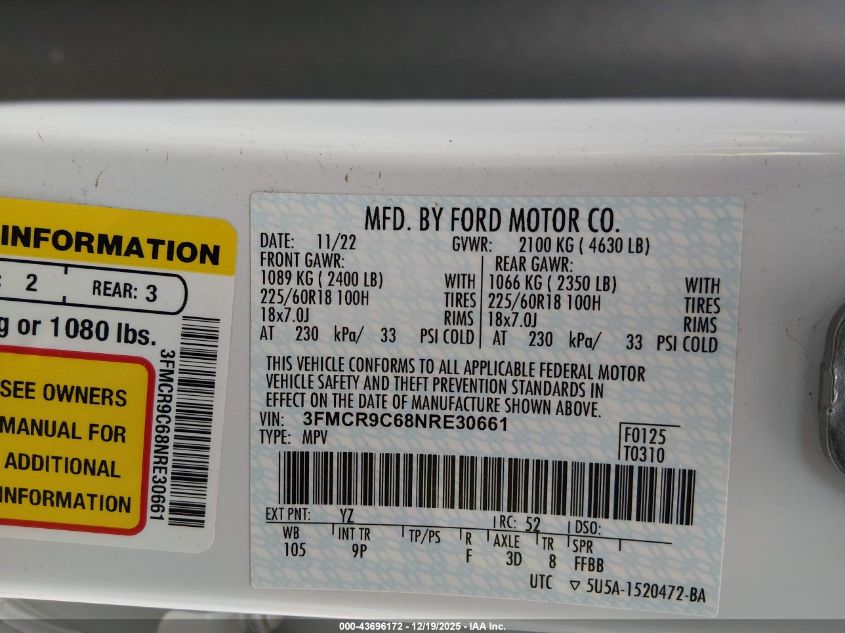 INFORMATION
: 2 REAR: 3
g or 1080 lbs.
SEE OWNERS
MANUAL FOR
ADDITIONAL
INFORMATION
3FMCR9C68NRE30661
MFD. BY FORD MOTOR CO.
DATE: 11/22 GVWR: 2100 KG ( 4630 LB)
FRONT GAWR: REAR GAWR:
1089 KG ( 2400 LB) WITH 1066 KG ( 2350 LB) WITH
225/60R18 100H TIRES 225/60R18 100H TIRES
18x7.0J RIMS 18x7.0J RIMS
AT 230 kPa/ 33 PSI COLD AT 230 kPa/ 33 PSI COLD
THIS VEHICLE CONFORMS TO ALL APPLICABLE FEDERAL MOTOR
VEHICLE SAFETY AND THEFT PREVENTION STANDARDS IN
EFFECT ON THE DATE OF MANUFACTURE SHOWN ABOVE.
VIN: 3FMCR9C68NRE30661
TYPE: MPV
F0125
T0310
EXT PNT: YZ RC: 52 DSO:
WB INT TR TP/PS R AXLE TR SPR
105 9P F 3D 8 FFBB
UTC ▽ 5U5A-1520472-BA
000-43696172 - 12/19/2025 - IAA Inc.